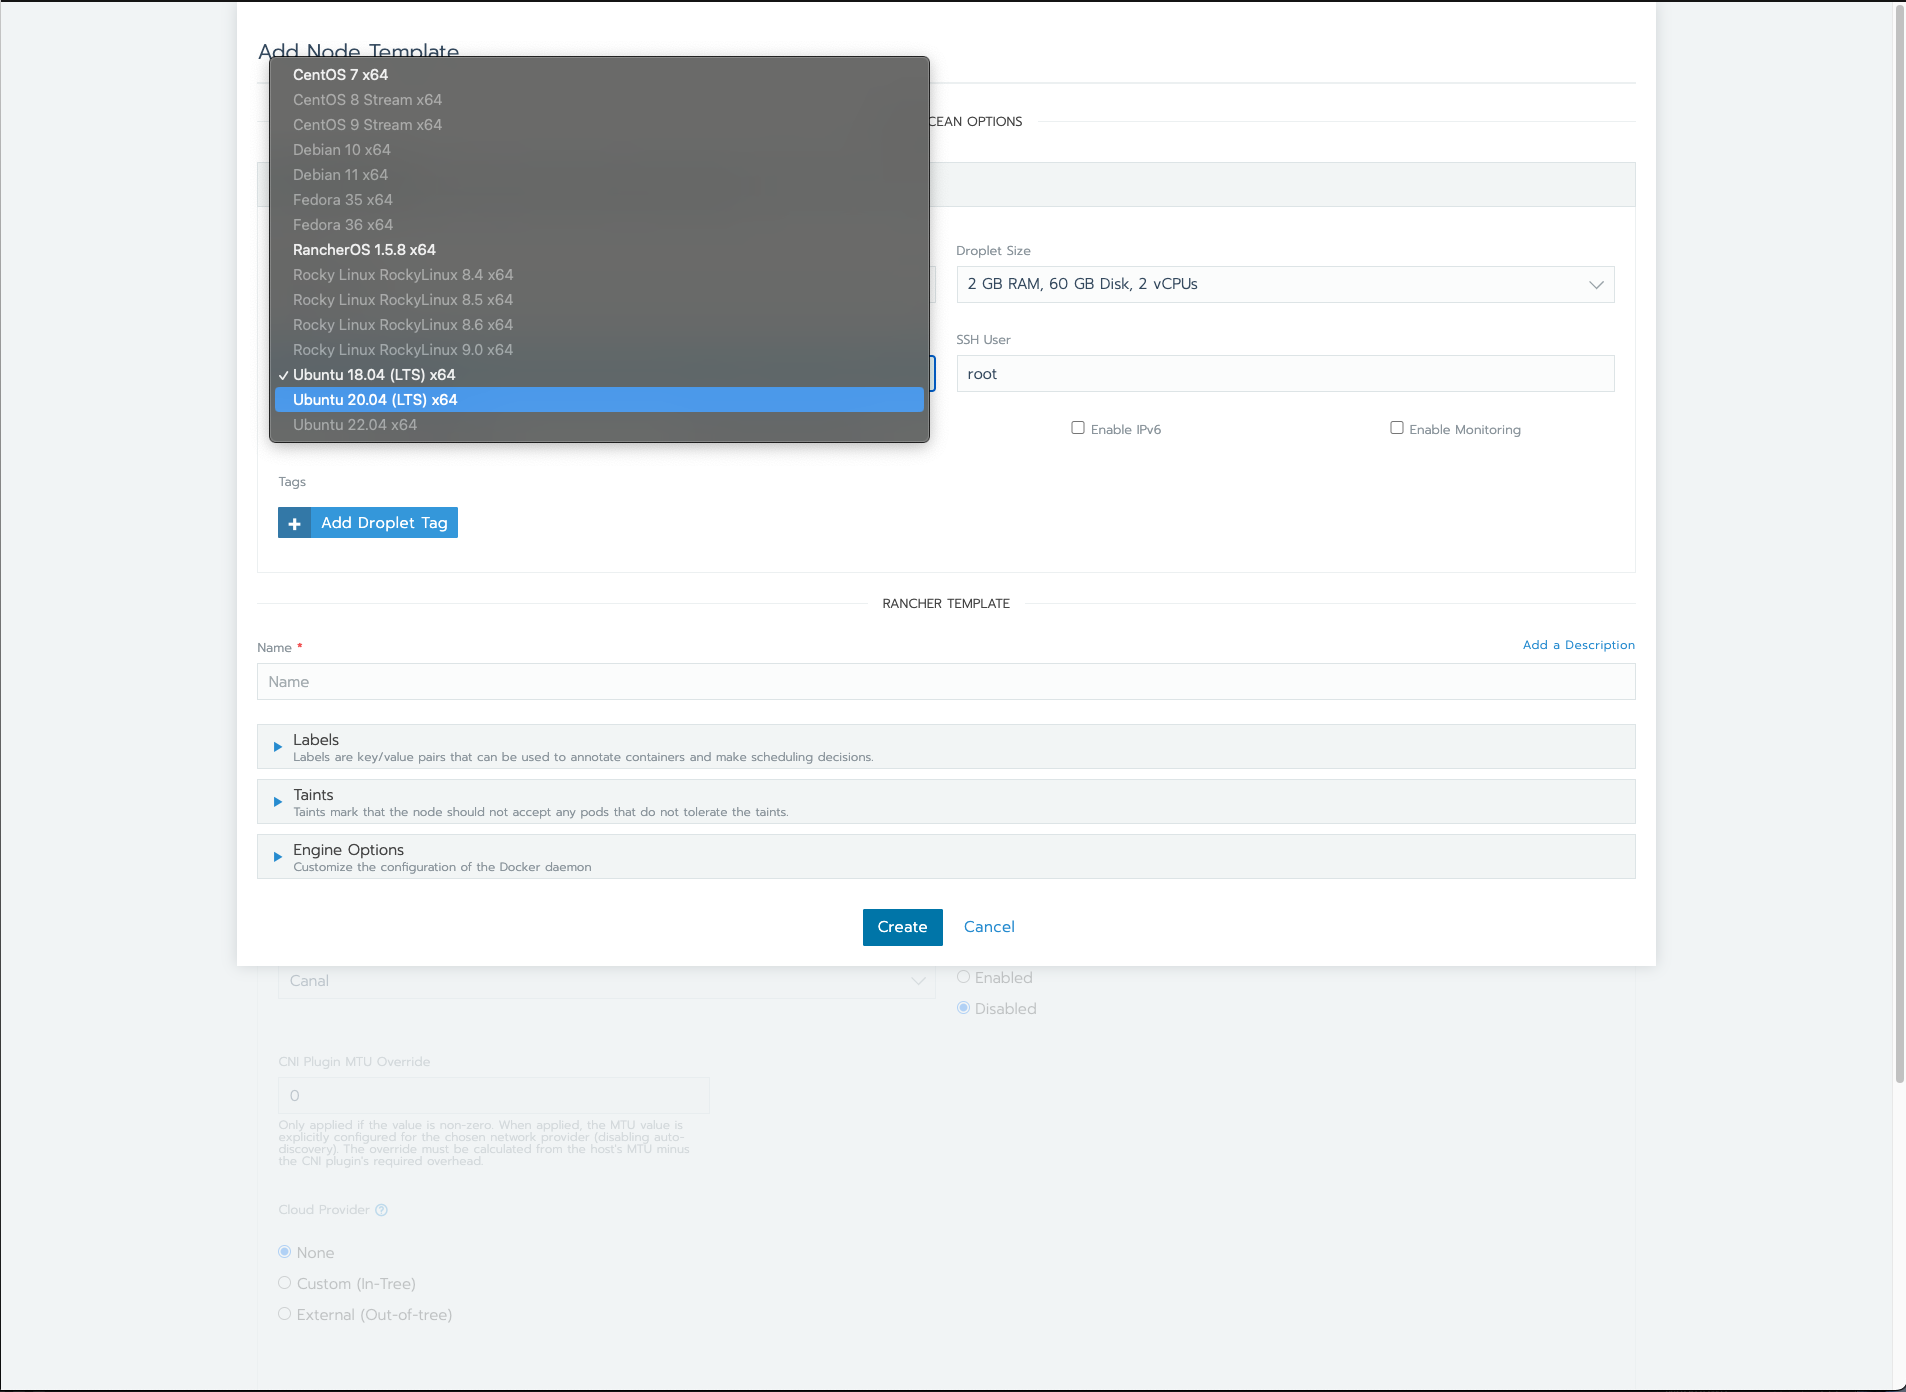 Add Node Template
CentOS 7 x64
CentOS 8 Stream x64
CentOS 9 Stream x64
Debian 10 x64
Debian 11 x64
Fedora 35 x64
Fedora 36 x64
RancherOS 1.5.8 x64
Rocky Linux RockyLinux 8.4 x64
Rocky Linux RockyLinux 8.5 x64
Rocky Linux RockyLinux 8.6 x64
Rocky Linux RockyLinux 9.0 x64
✓ Ubuntu 18.04 (LTS) x64
Ubuntu 20.04 (LTS) x64
Ubuntu 22.04 x64
OPTIONS
Droplet Size
2 GB RAM, 60 GB Disk, 2 vCPUs
SSH User
root
Enable IPv6
Enable Monitoring
Tags
+ Add Droplet Tag
RANCHER TEMPLATE
Name *
Add a Description
Name
Labels
Labels are key/value pairs that can be used to annotate containers and make scheduling decisions.
Taints
Taints mark that the node should not accept any pods that do not tolerate the taints.
Engine Options
Customize the configuration of the Docker daemon
Create
Cancel
Canal
Enabled
Disabled
CNI Plugin MTU Override
0
Only applied if the value is non-zero. When applied, the MTU value is
explicitly configured for the chosen network provider (disabling auto-
discovery). The override must be calculated from the host's MTU minus
the CNI plugin's required overhead.
Cloud Provider
None
Custom (In-Tree)
External (Out-of-tree)